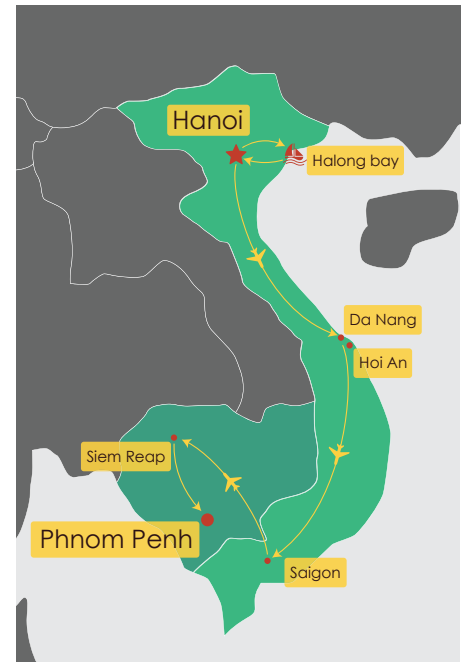 Hanoi
Halong bay
Da Nang
Hoi An
Siem Reap
Phnom Penh
Saigon